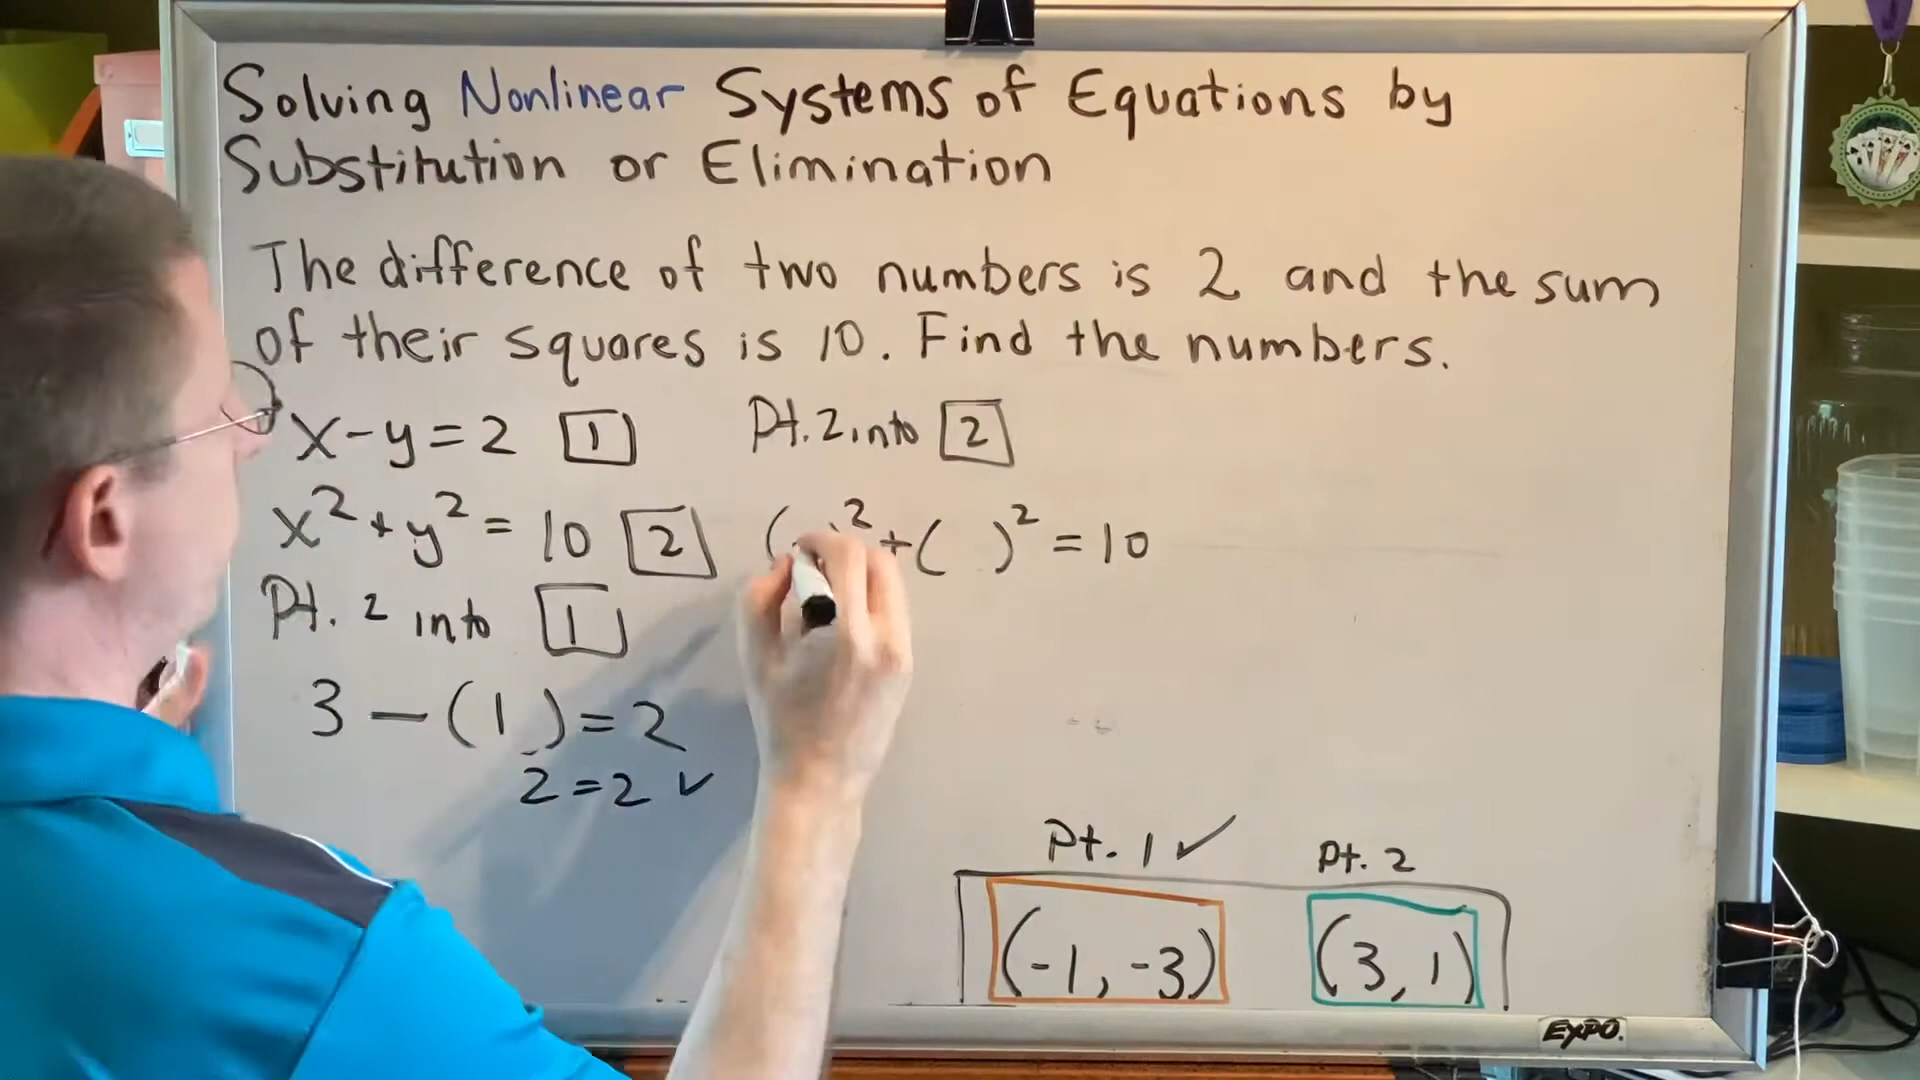 Solving Nonlinear Systems of Equations by
Substitution or Elimination
The difference of two numbers is 2 and the sum
of their squares is 10. Find the numbers.
x-y=2 1
x²+y²=10 2
Pt. 2 into 1
3-(1)=2
2=2 ✓
Pt. 2 into 2
( )²+( )²=10
Pt. 1 ✓
(-1,-3)
Pt. 2
(3,1)
EXPO.